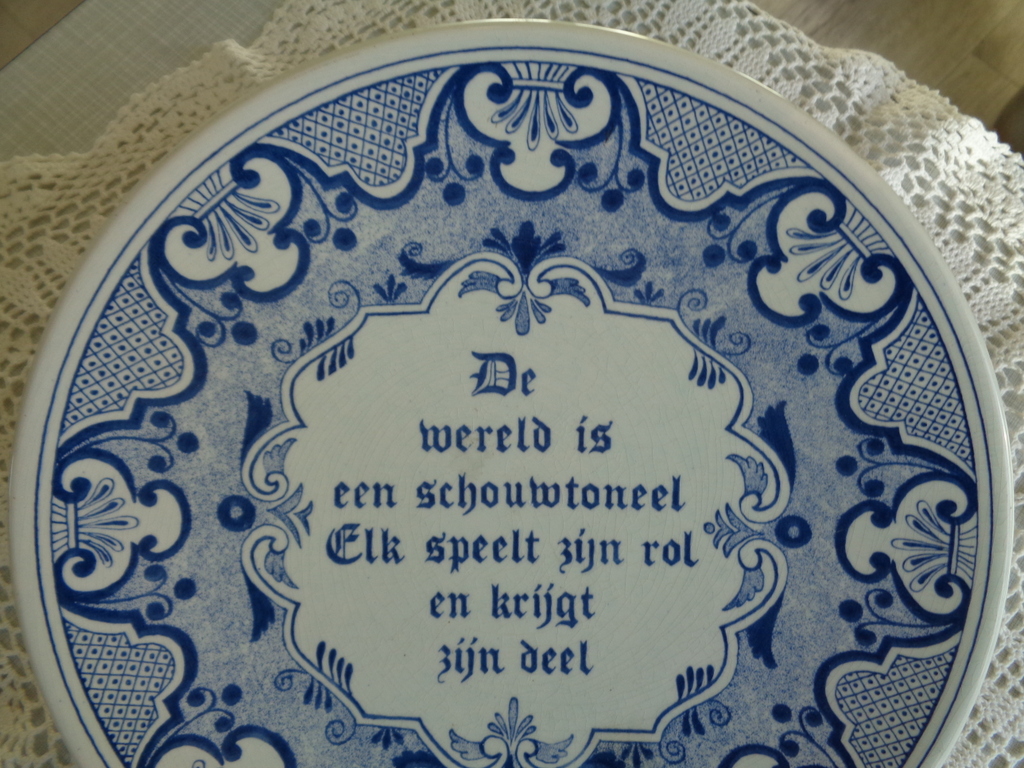 De
wereld is
een schouwtoneel
Elk speelt zijn rol
en krijgt
zijn deel